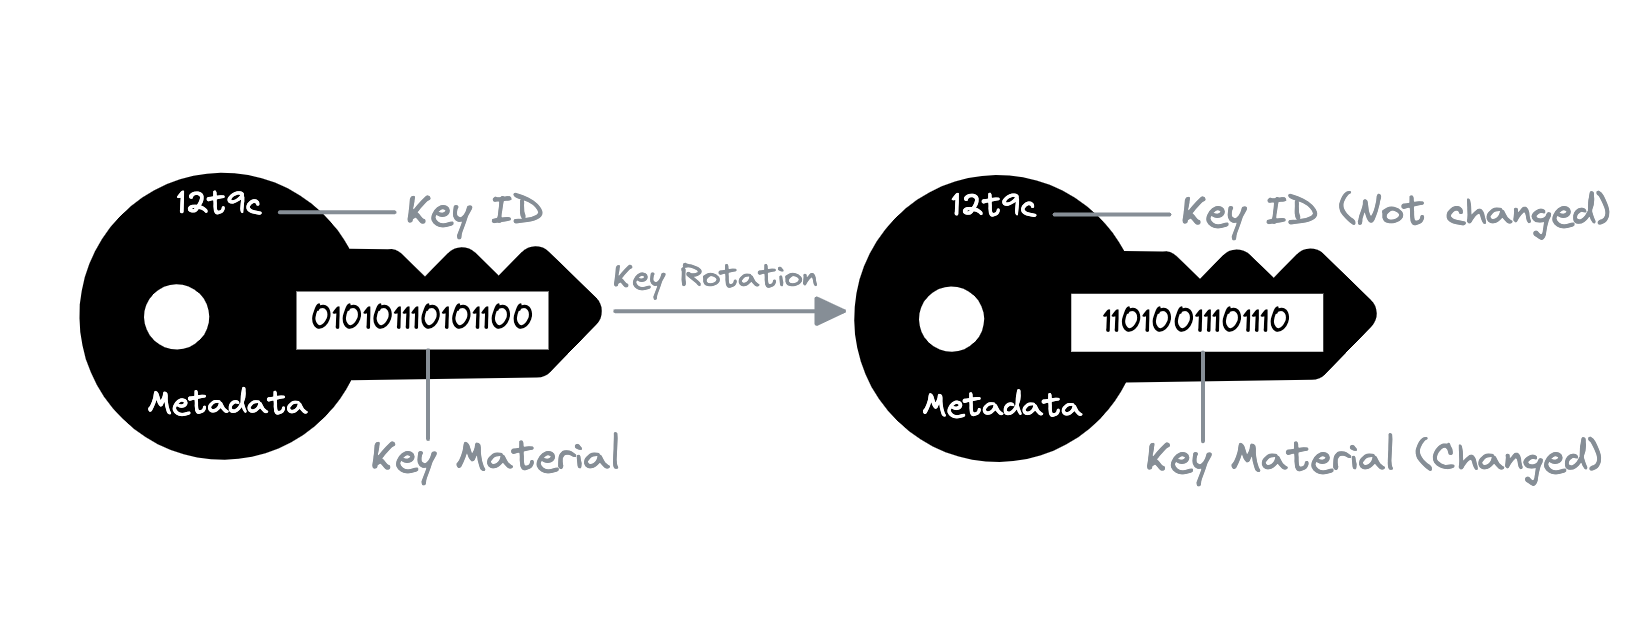 12t9c
Key ID
010101110101100
Metadata
Key Material
Key Rotation
12t9c
Key ID (Not changed)
11010011101110
Metadata
Key Material (Changed)